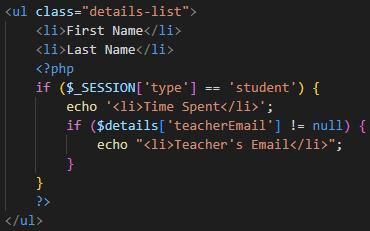 <ul class="details-list">
    <li>First Name</li>
    <li>Last Name</li>
    <?php
    if ($_SESSION['type'] == 'student') {
        echo '<li>Time Spent</li>';
        if ($details['teacherEmail'] != null) {
            echo "<li>Teacher's Email</li>";
        }
    }
    ?>
</ul>